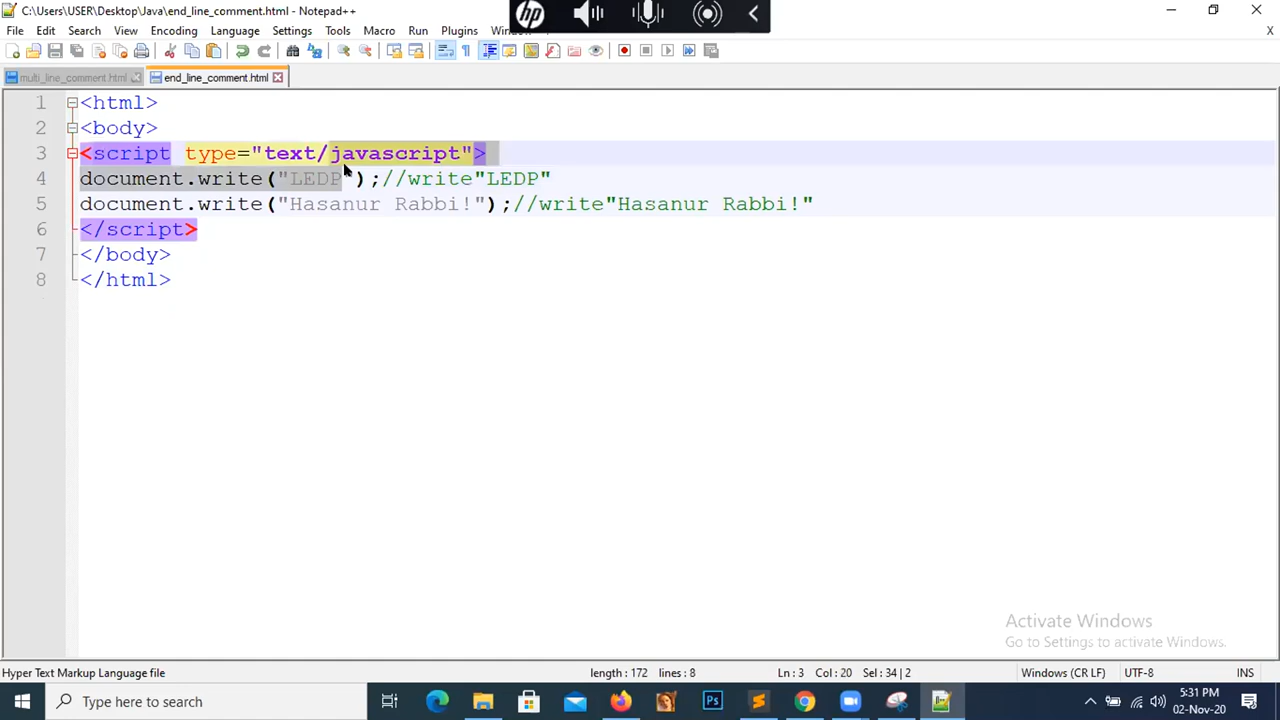 C:\Users\USER\Desktop\Java\end_line_comment.html - Notepad++
File Edit Search View Encoding Language Settings Tools Macro Run Plugins X
multi_line_comment.html end_line_comment.html
1 <html>
2 <body>
3 <script type="text/javascript">
4 document.write("LEDP");//write"LEDP"
5 document.write("Hasanur Rabbi!");//write"Hasanur Rabbi!"
6 </script>
7 </body>
8 </html>
Activate Windows
Go to Settings to activate Windows.
Hyper Text Markup Language file length : 172 lines : 8 Ln : 3 Col : 20 Sel : 34 | 2 Windows (CR LF) UTF-8 INS
Type here to search
5:31 PM
02-Nov-20